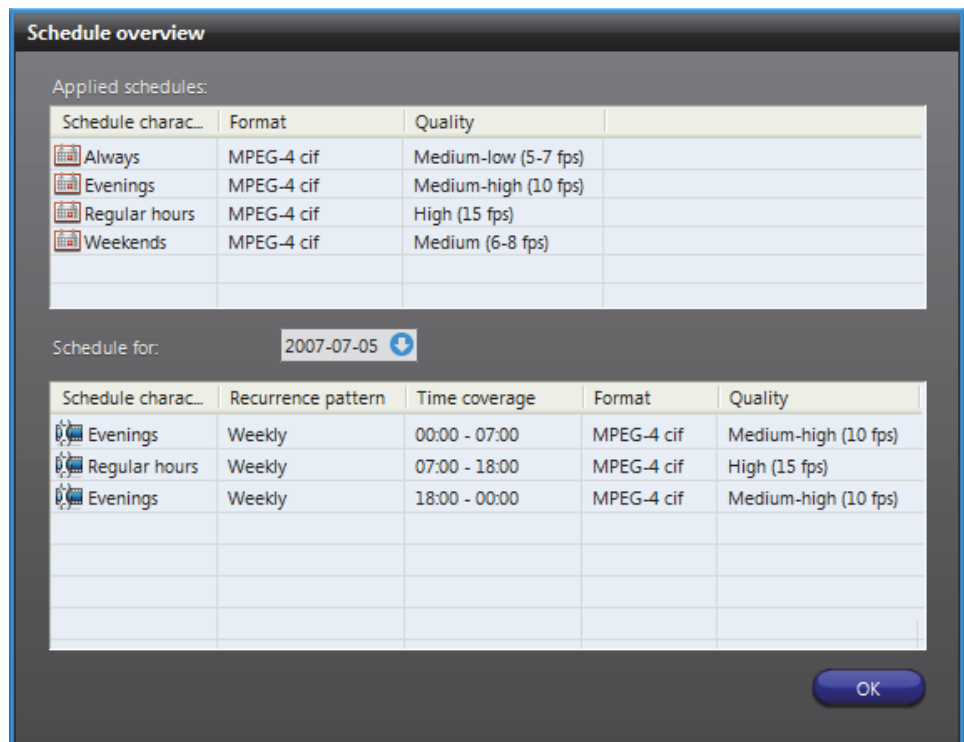 Schedule overview
Applied schedules:
Schedule charac... Format Quality
Always MPEG-4 cif Medium-low (5-7 fps)
Evenings MPEG-4 cif Medium-high (10 fps)
Regular hours MPEG-4 cif High (15 fps)
Weekends MPEG-4 cif Medium (6-8 fps)
Schedule for: 2007-07-05
Schedule charac... Recurrence pattern Time coverage Format Quality
Evenings Weekly 00:00 - 07:00 MPEG-4 cif Medium-high (10 fps)
Regular hours Weekly 07:00 - 18:00 MPEG-4 cif High (15 fps)
Evenings Weekly 18:00 - 00:00 MPEG-4 cif Medium-high (10 fps)
OK